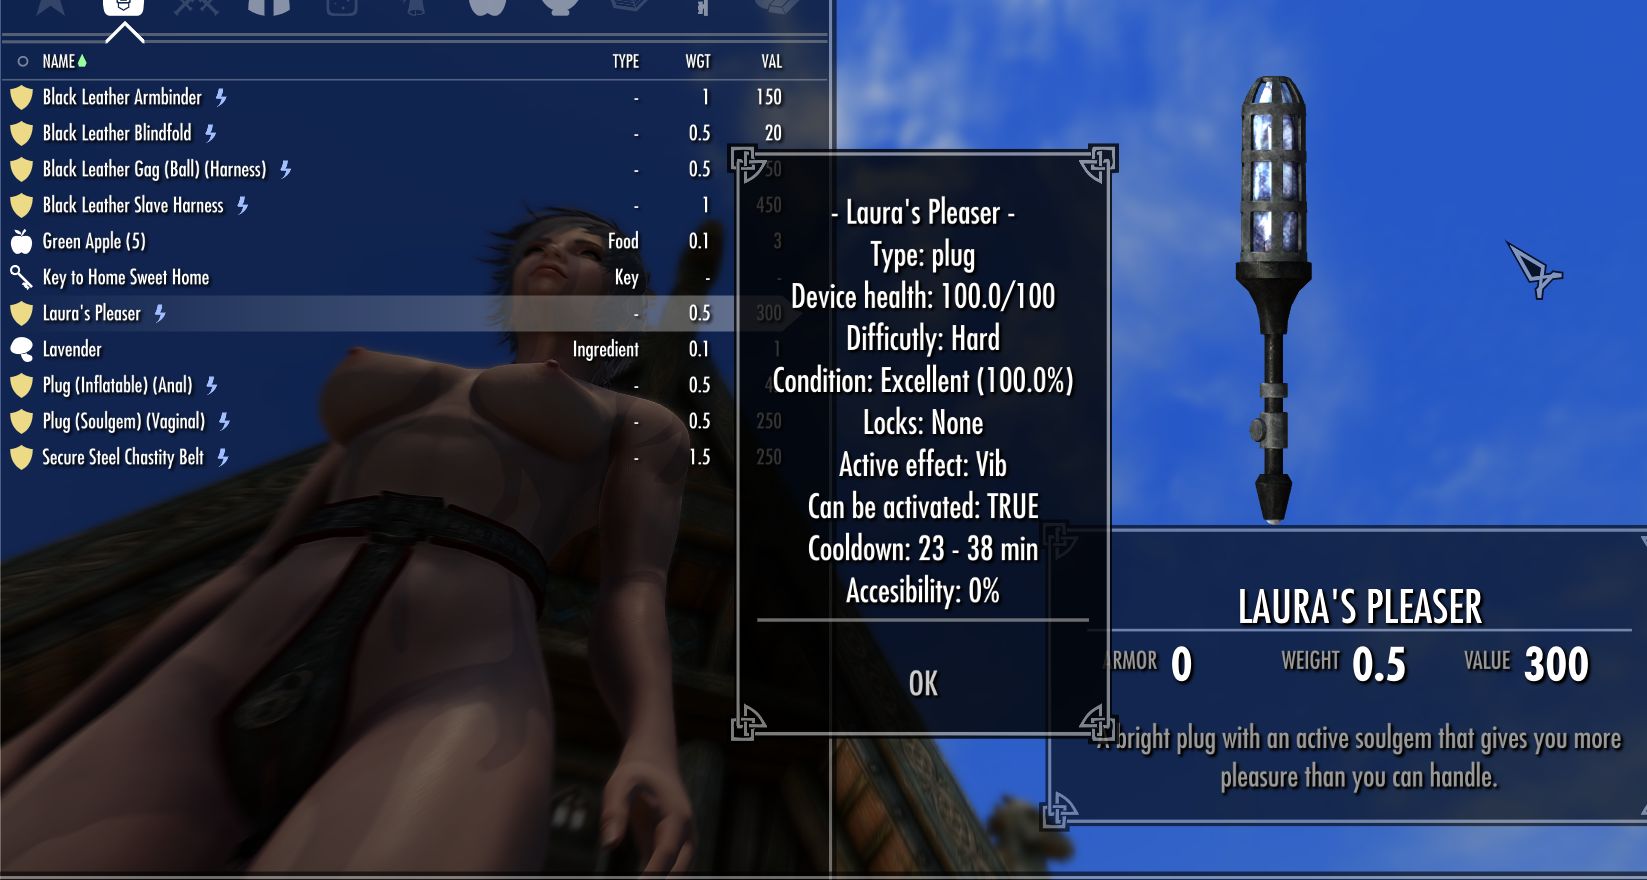 NAME TYPE WGT VAL
Black Leather Armbinder - 1 150
Black Leather Blindfold - 0.5 20
Black Leather Gag (Ball) (Harness) - 0.5 50
Black Leather Slave Harness - 1 450
Green Apple (5) Food 0.1 3
Key to Home Sweet Home Key - -
Laura's Pleaser - 0.5 300
Lavender Ingredient 0.1 1
Plug (Inflatable) (Anal) - 0.5
Plug (Soulgem) (Vaginal) - 0.5 250
Secure Steel Chastity Belt - 1.5 250
- Laura's Pleaser -
Type: plug
Device health: 100.0/100
Difficutly: Hard
Condition: Excellent (100.0%)
Locks: None
Active effect: Vib
Can be activated: TRUE
Cooldown: 23 - 38 min
Accesibility: 0%
OK
LAURA'S PLEASER
ARMOR 0 WEIGHT 0.5 VALUE 300
A bright plug with an active soulgem that gives you more
pleasure than you can handle.